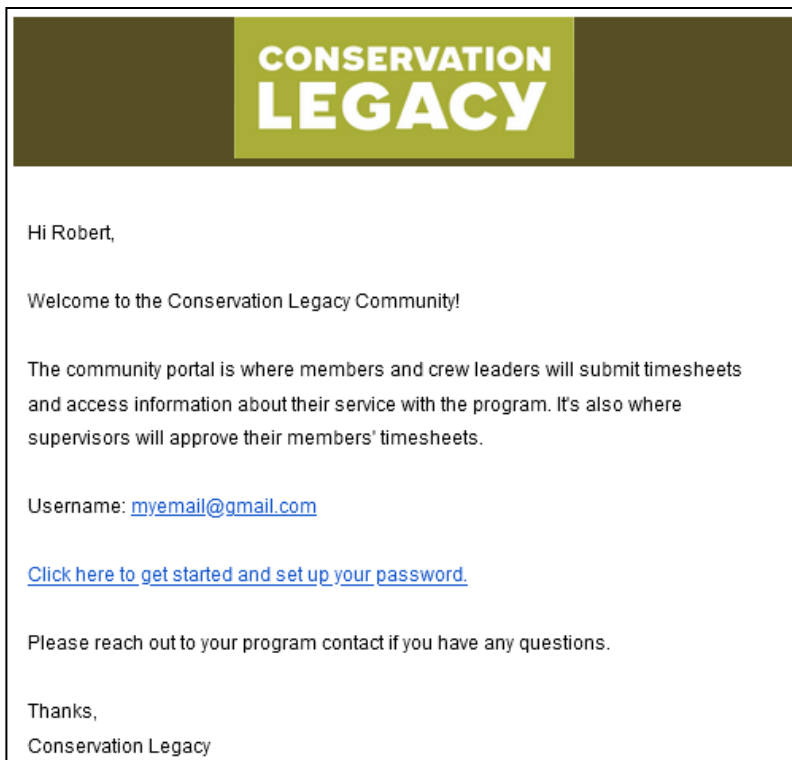 CONSERVATION
LEGACY
Hi Robert,
Welcome to the Conservation Legacy Community!
The community portal is where members and crew leaders will submit timesheets
and access information about their service with the program. It's also where
supervisors will approve their members' timesheets.
Username: myemail@gmail.com
Click here to get started and set up your password.
Please reach out to your program contact if you have any questions.
Thanks,
Conservation Legacy